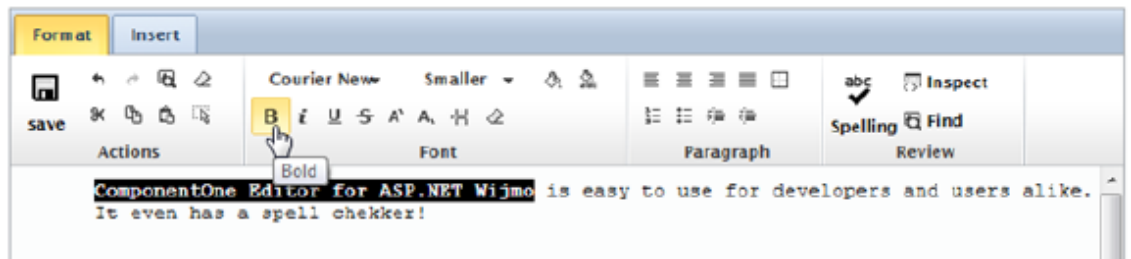 Format Insert
Courier New Smaller abc Inspect
save B i U S A A H Spelling Find
Actions Font Paragraph Review
Bold
ComponentOne Editor for ASP.NET Wijmo is easy to use for developers and users alike.
It even has a spell chekker!